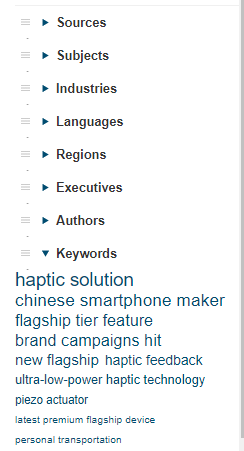 Sources
Subjects
Industries
Languages
Regions
Executives
Authors
Keywords
haptic solution
chinese smartphone maker
flagship tier feature
brand campaigns hit
new flagship haptic feedback
ultra-low-power haptic technology
piezo actuator
latest premium flagship device
personal transportation